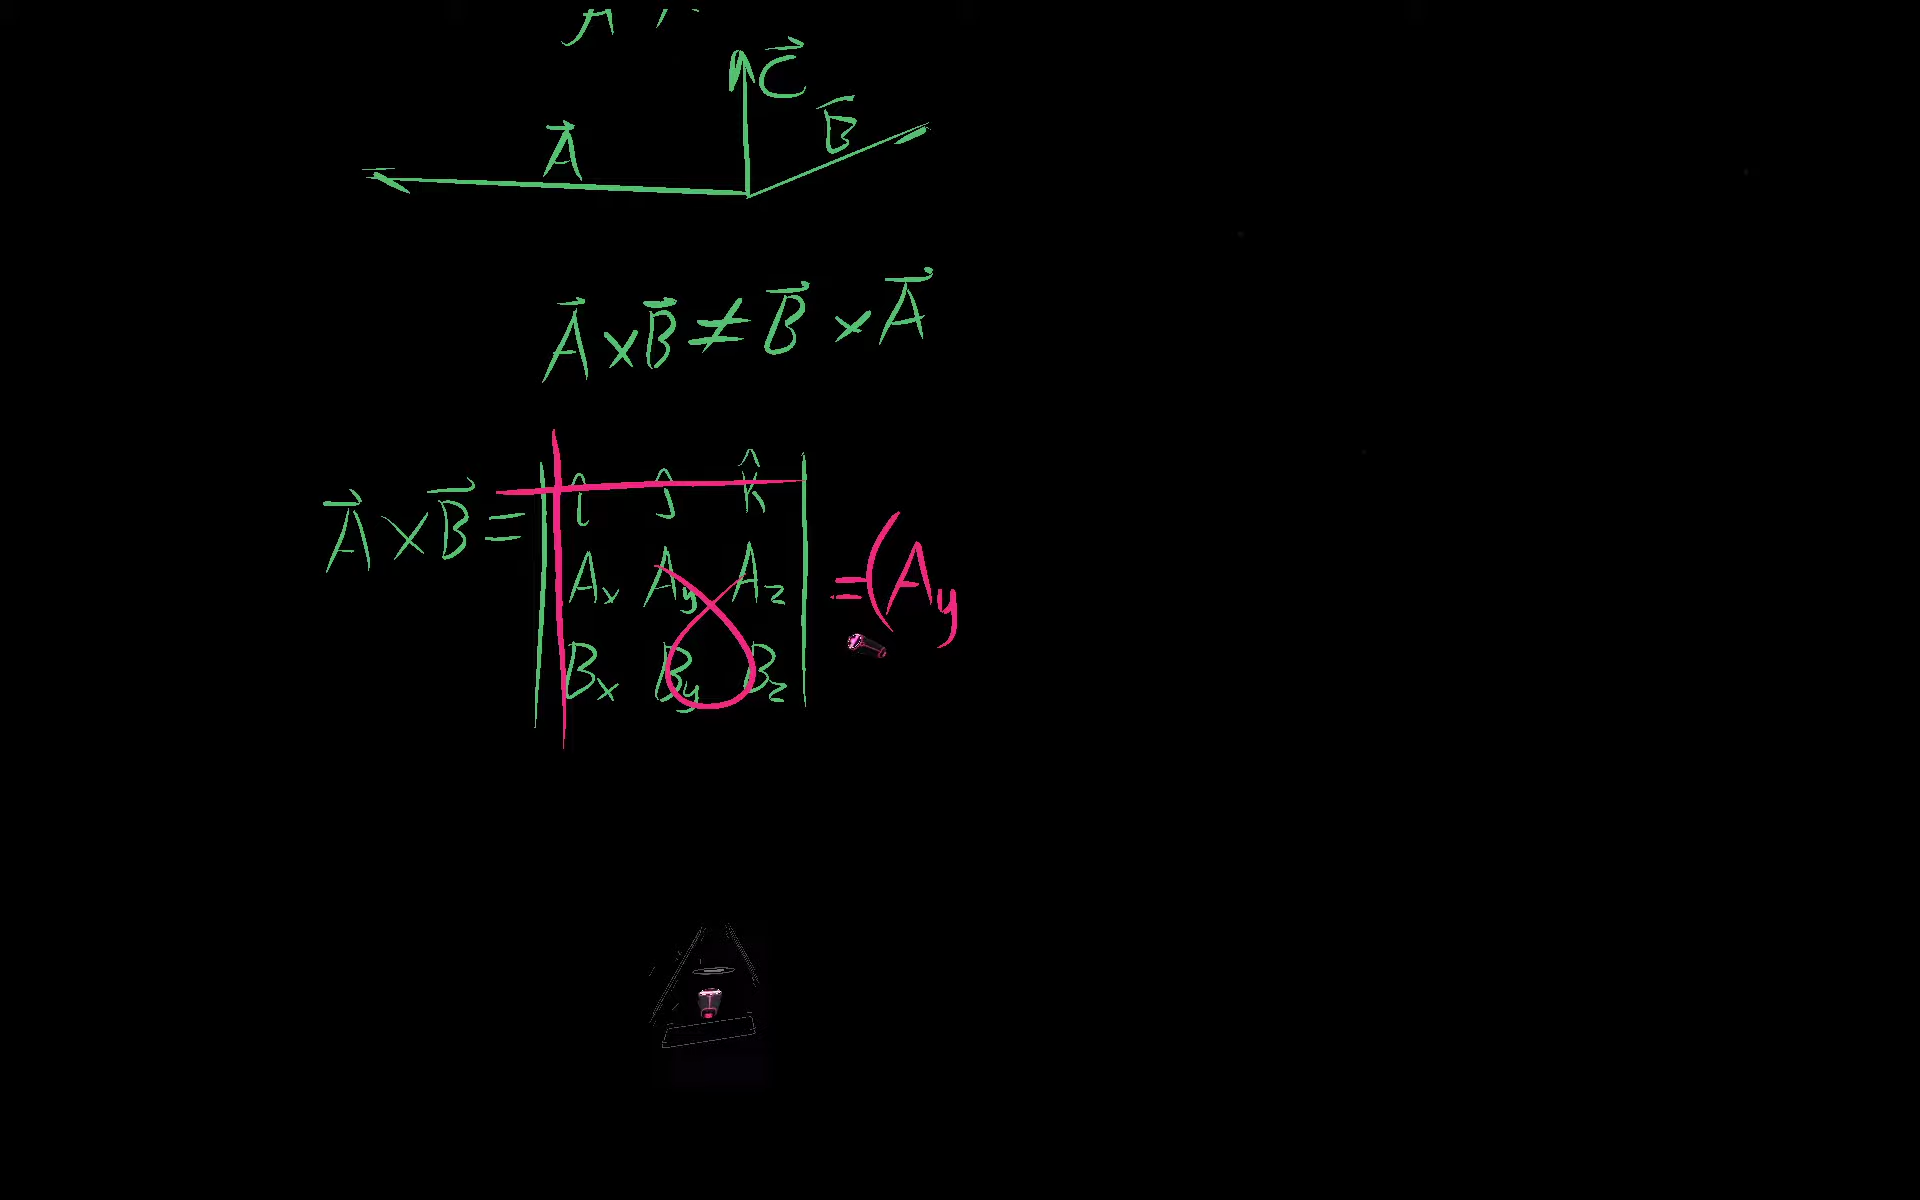 C⃗
B⃗
A⃗
A⃗ × B⃗ ≠ B⃗ × A⃗
A⃗ × B⃗ = | î ĵ k̂ |
| Ax Ay Az | = (Ay
| Bx By Bz |